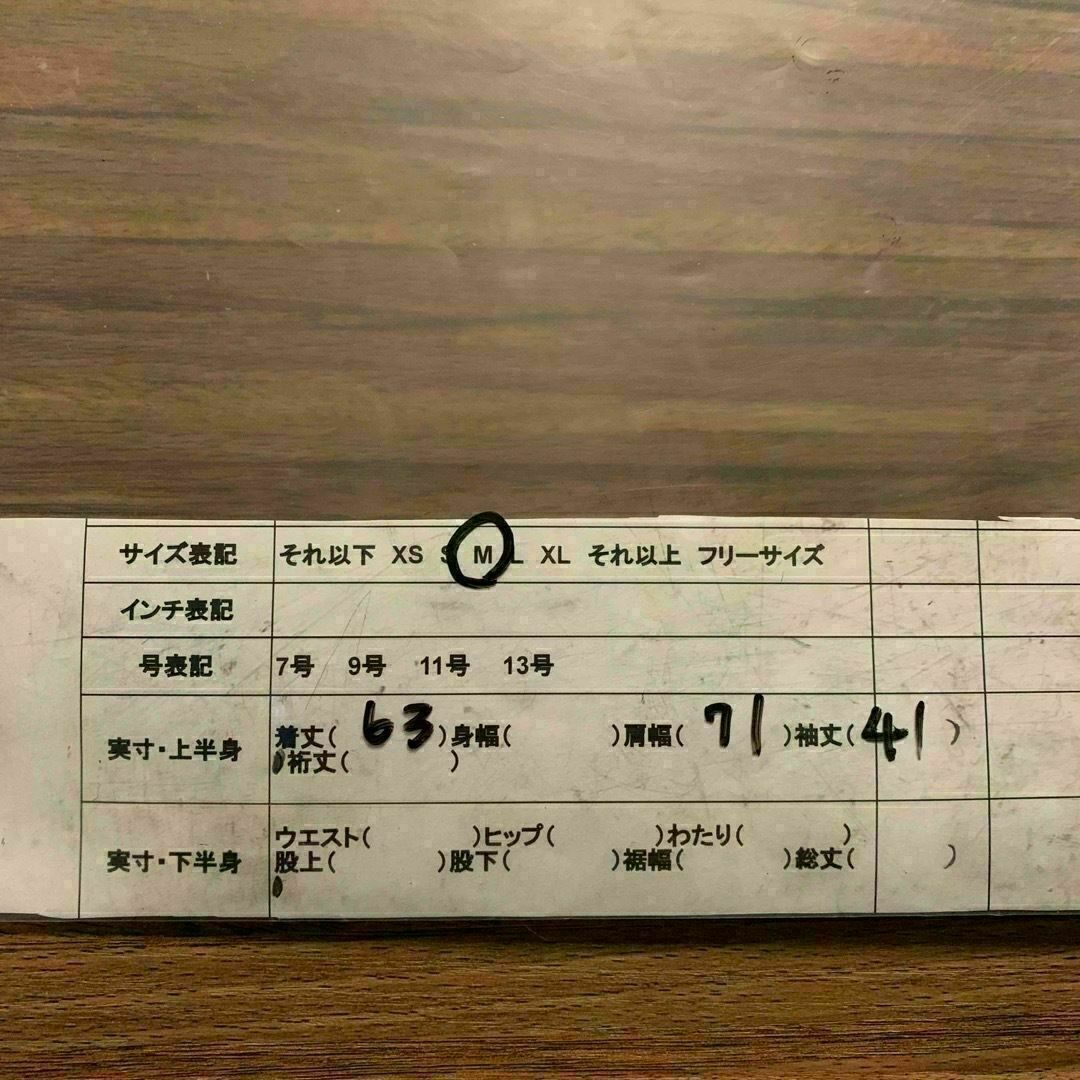 サイズ表記 それ以下 XS S M L XL それ以上 フリーサイズ
インチ表記
号表記 7号 9号 11号 13号
実寸・上半身 着丈( 63 )身幅( )肩幅( 71 )袖丈( 41 )
裄丈( )
実寸・下半身 ウエスト( )ヒップ( )わたり( )
股上( )股下( )裾幅( )総丈( )